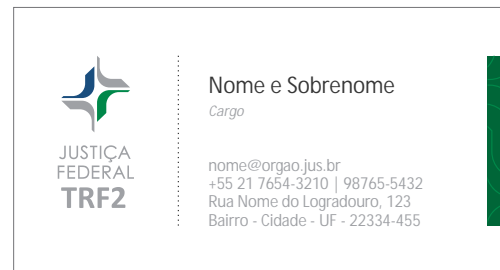 JUSTIÇA
FEDERAL
TRF2
Nome e Sobrenome
Cargo
nome@orgao.jus.br
+55 21 7654-3210 | 98765-5432
Rua Nome do Logradouro, 123
Bairro - Cidade - UF - 22334-455